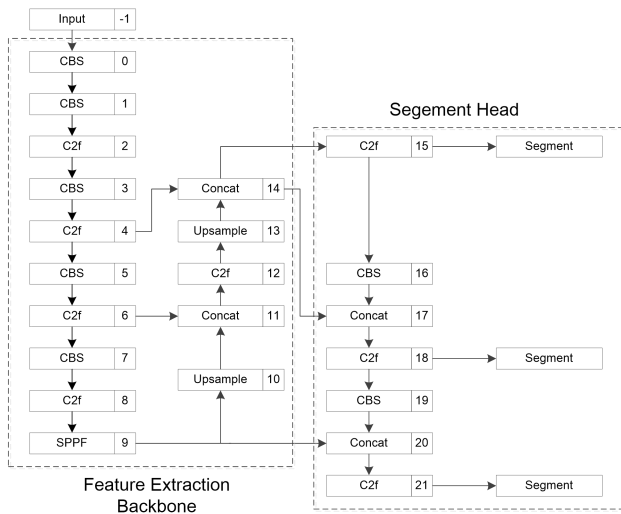 Input -1
CBS 0
CBS 1
C2f 2
CBS 3
C2f 4
CBS 5
C2f 6
CBS 7
C2f 8
SPPF 9
Concat 14
Upsample 13
C2f 12
Concat 11
Upsample 10
Feature Extraction
Backbone
Segement Head
C2f 15
Segment
CBS 16
Concat 17
C2f 18
Segment
CBS 19
Concat 20
C2f 21
Segment